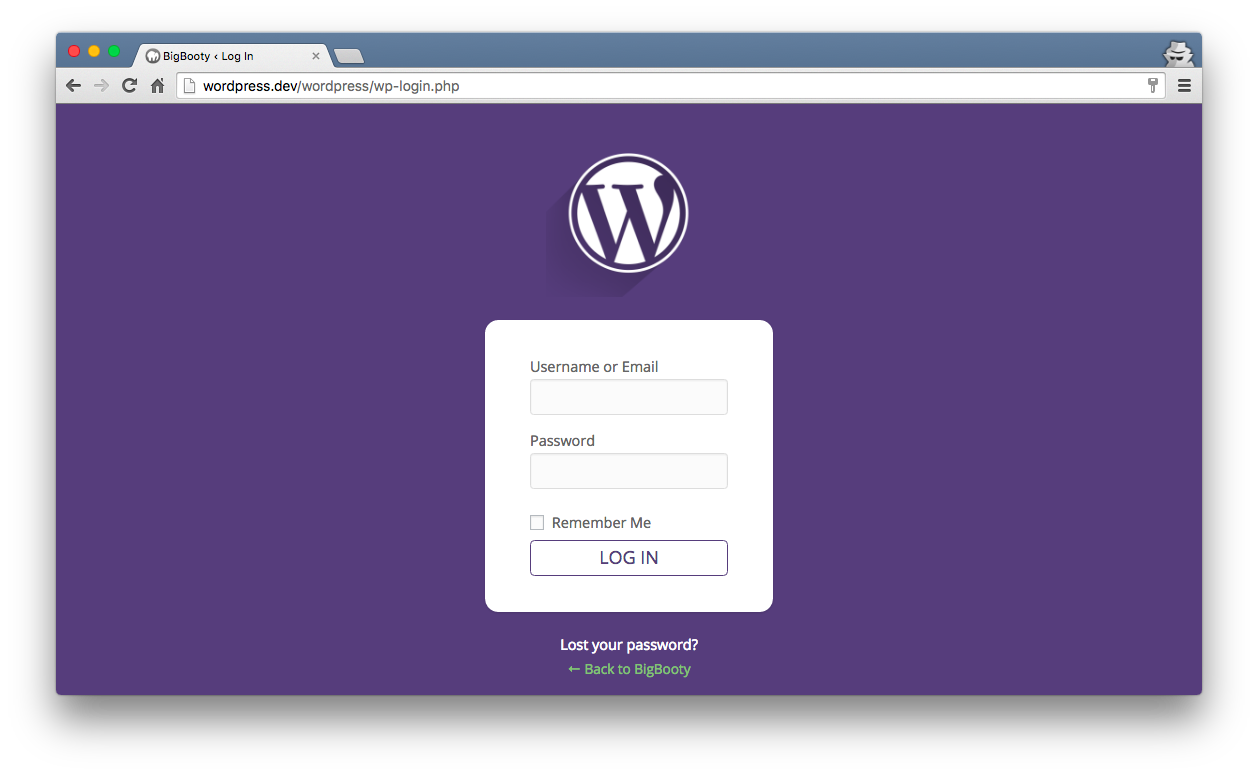 BigBooty ‹ Log In
wordpress.dev/wordpress/wp-login.php
W
Username or Email
Password
Remember Me
LOG IN
Lost your password?
← Back to BigBooty